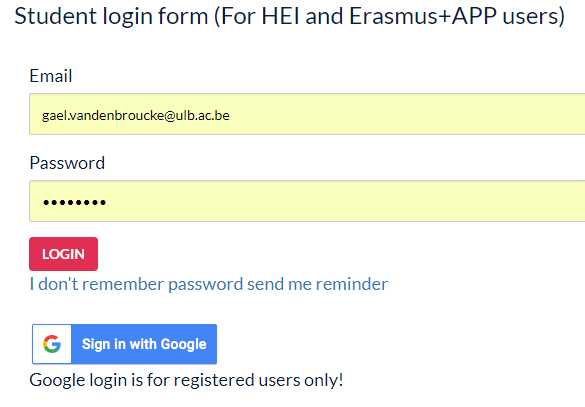 Student login form (For HEI and Erasmus+APP users)
Email
gael.vandenbroucke@ulb.ac.be
Password
••••••••
LOGIN
I don't remember password send me reminder
G Sign in with Google
Google login is for registered users only!